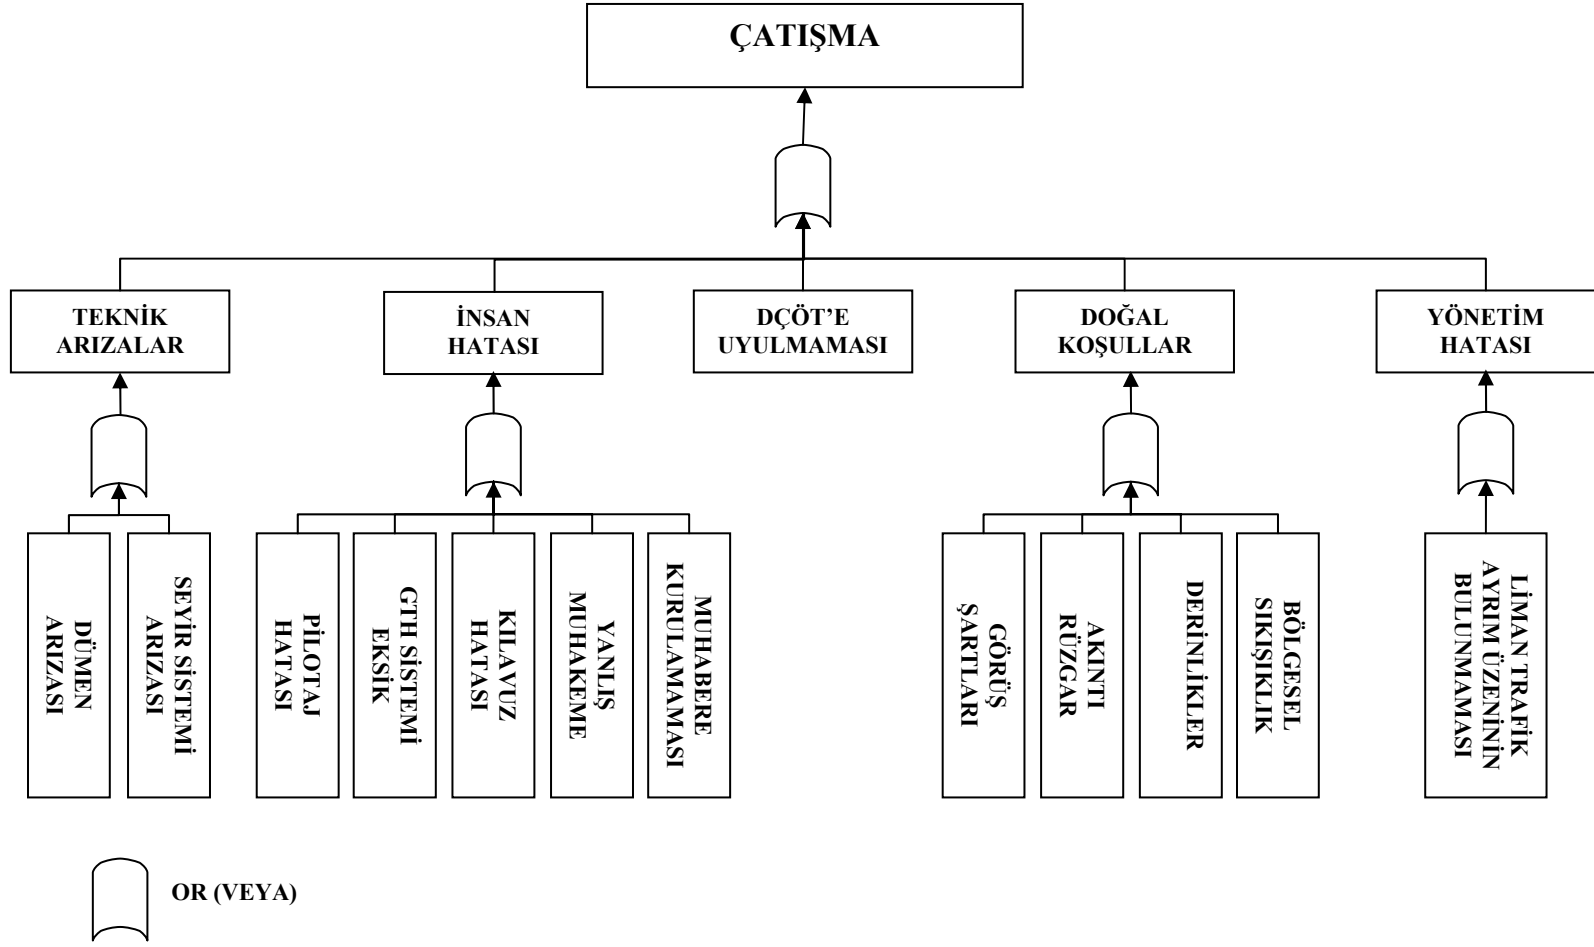 ÇATIŞMA
TEKNİK
ARIZALAR
İNSAN
HATASI
DÇÖT’E
UYULMAMASI
DOĞAL
KOŞULLAR
YÖNETİM
HATASI
DÜMEN
ARIZASI
SEYİR SİSTEMİ
ARIZASI
PİLOTAJ
HATASI
GTH SİSTEMİ
EKSİK
KILAVUZ
HATASI
YANLIŞ
MUHAKEME
MUHABERE
KURULAMAMASI
GÖRÜŞ
ŞARTLARI
AKINTI
RÜZGAR
DERİNLİKLER
BÖLGESEL
SIKIŞIKLIK
LİMAN TRAFİK
AYRIM ÜZENİNİN
BULUNMAMASI
OR (VEYA)